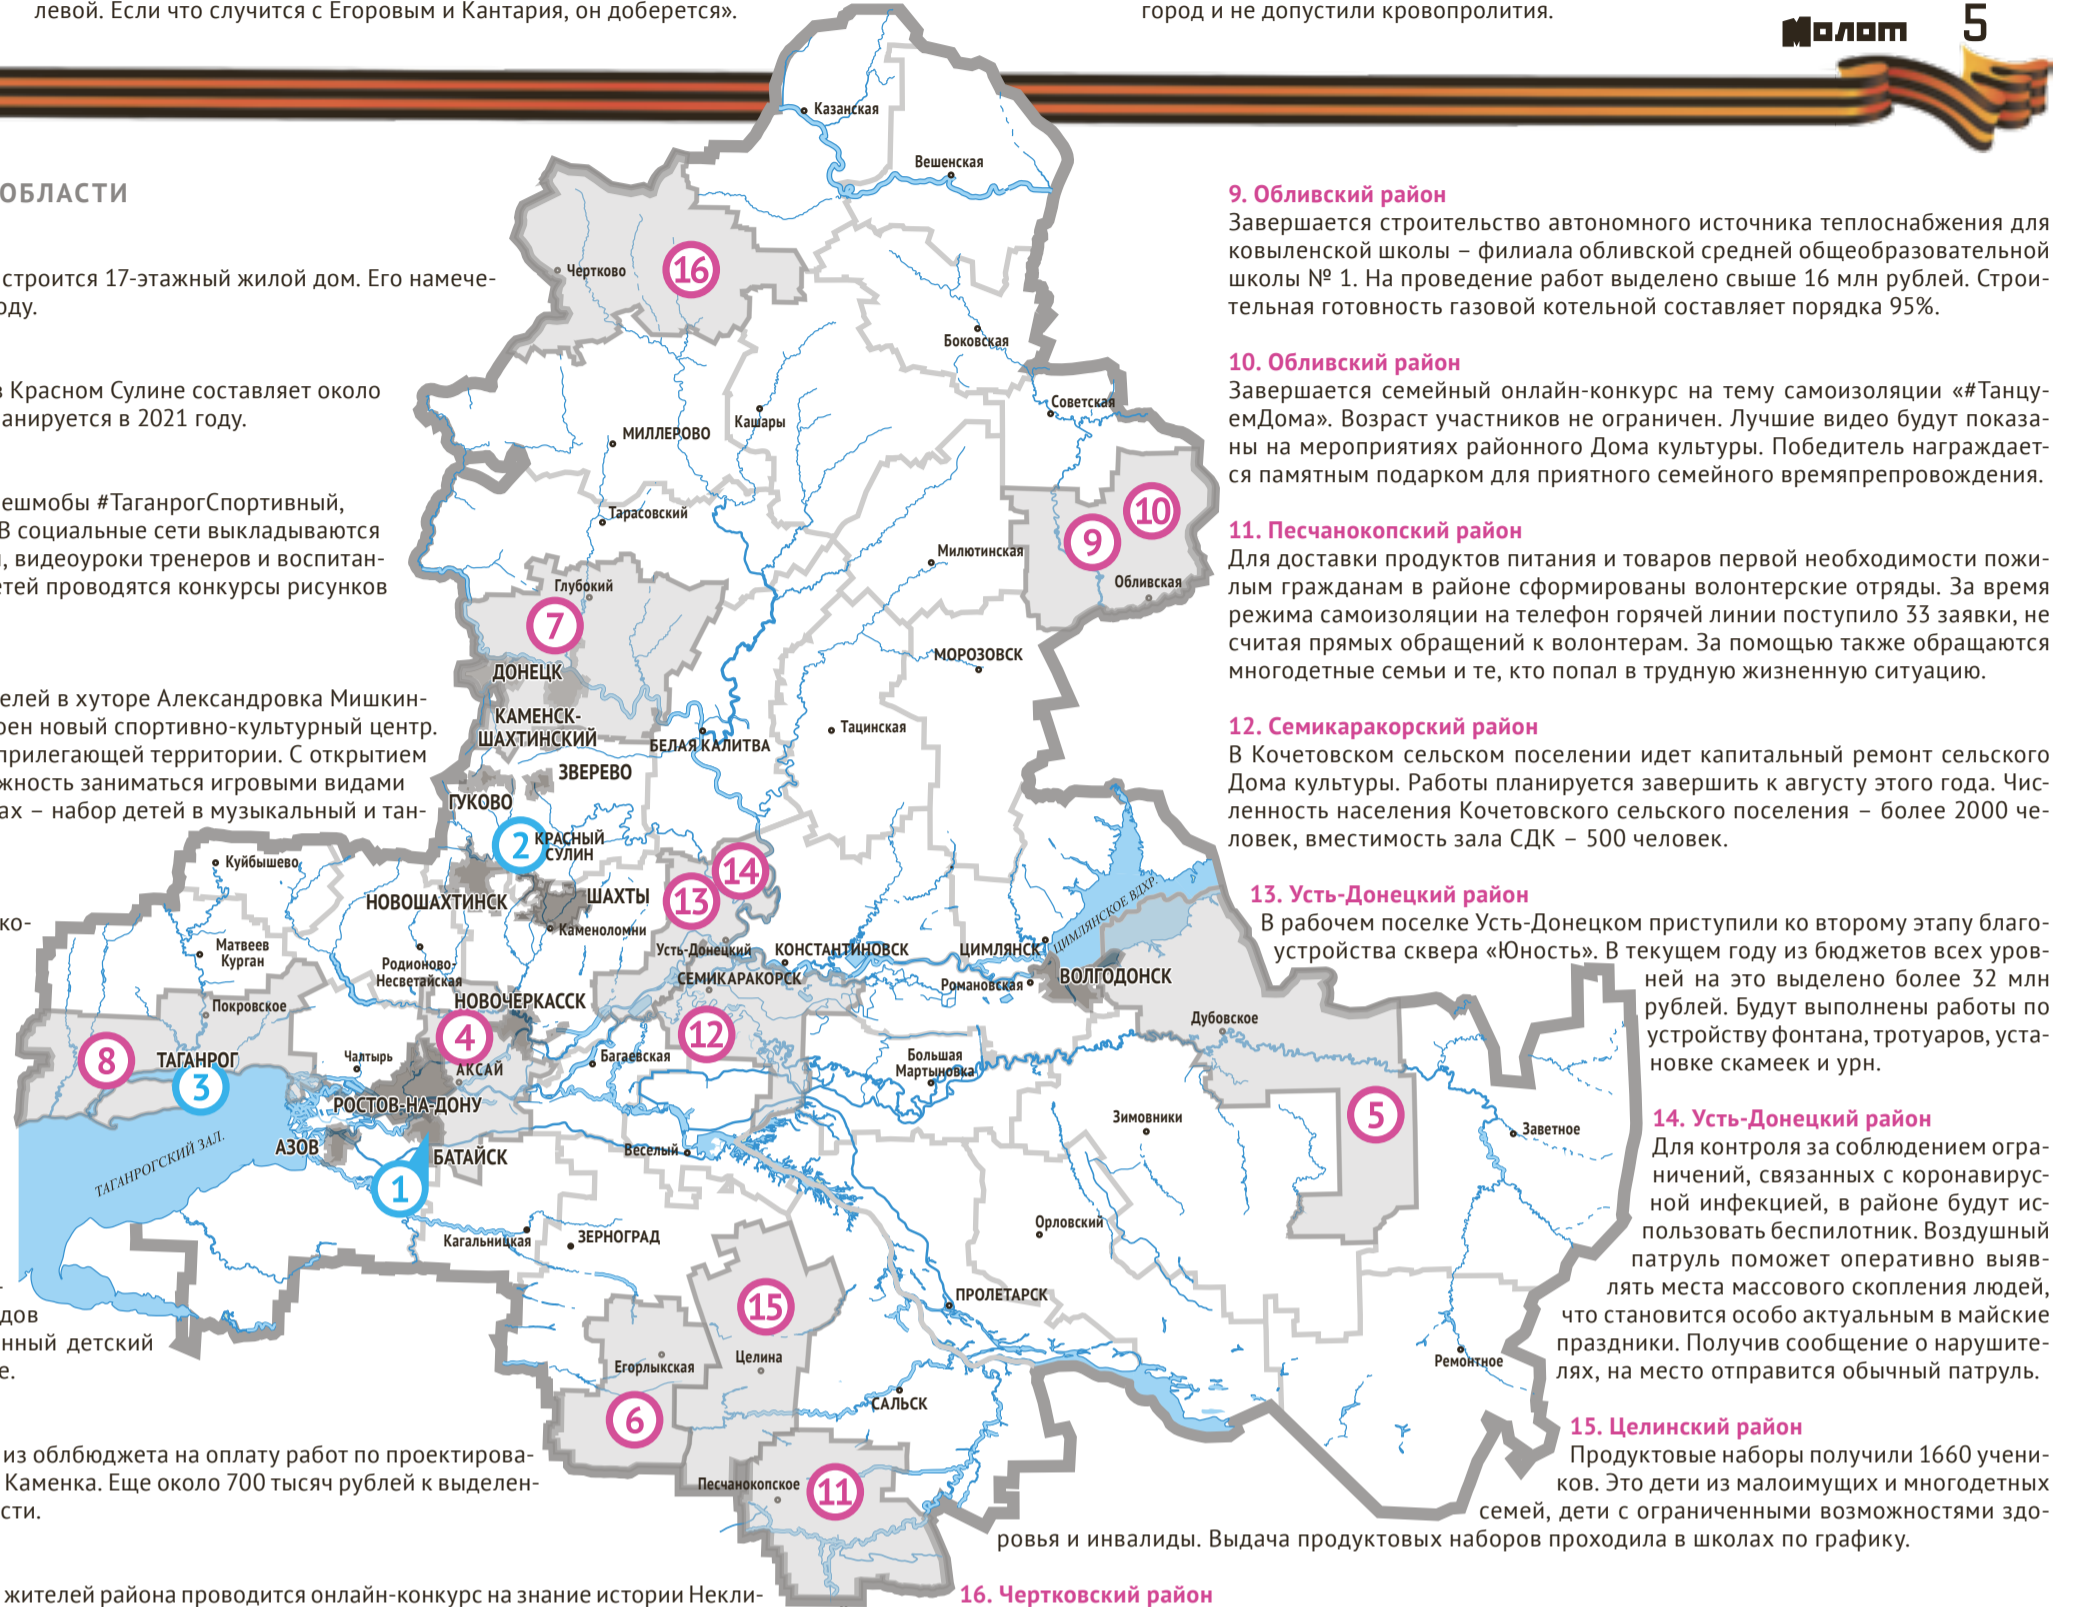 левой. Если что случится с Егоровым и Кантария, он доберется».
город и не допустили кровопролития.
Молот 5
ОБЛАСТИ
строится 17-этажный жилой дом. Его намече-
оду.
в Красном Сулине составляет около
анируется в 2021 году.
ешмобы #ТаганрогСпортивный,
В социальные сети выкладываются
, видеоуроки тренеров и воспитан-
етей проводятся конкурсы рисунков
елей в хуторе Александровка Мишкин-
оен новый спортивно-культурный центр.
прилегающей территории. С открытием
жность заниматься игровыми видами
ах – набор детей в музыкальный и тан-
ко-
дов
нный детский
е.
из облбюджета на оплату работ по проектирова-
Каменка. Еще около 700 тысяч рублей к выделен-
сти.
жителей района проводится онлайн-конкурс на знание истории Некли-
Казанская
Вешенская
Чертково
16
Боковская
Советская
Кашары
МИЛЛЕРОВО
Тарасовский
Милютинская
9
10
Обливская
Глубокий
7
ДОНЕЦК
МОРОЗОВСК
КАМЕНСК-
ШАХТИНСКИЙ
БЕЛАЯ КАЛИТВА
Тацинская
ЗВЕРЕВО
ГУКОВО
2
КРАСНЫЙ
СУЛИН
Куйбышево
НОВОШАХТИНСК
ШАХТЫ
13
14
Каменоломни
Матвеев
Курган
Родионово-
Несветайская
Усть-Донецкий
КОНСТАНТИНОВСК
ЦИМЛЯНСК
ЦИМЛЯНСКОЕ ВДХР.
СЕМИКАРАКОРСК
Романовская
ВОЛГОДОНСК
Покровское
НОВОЧЕРКАССК
4
12
Дубовское
8
ТАГАНРОГ
3
Чалтырь
АКСАЙ
Багаевская
Большая
Мартыновка
РОСТОВ-НА-ДОНУ
5
Зимовники
Заветное
ТАГАНРОГСКИЙ ЗАЛ.
АЗОВ
БАТАЙСК
1
Веселый
Кагальницкая
ЗЕРНОГРАД
Орловский
15
ПРОЛЕТАРСК
Егорлыкская
Целина
Ремонтное
6
САЛЬСК
Песчанокопское
11
9. Обливский район
Завершается строительство автономного источника теплоснабжения для
ковыленской школы – филиала обливской средней общеобразовательной
школы № 1. На проведение работ выделено свыше 16 млн рублей. Строи-
тельная готовность газовой котельной составляет порядка 95%.
10. Обливский район
Завершается семейный онлайн-конкурс на тему самоизоляции «#Танцу-
емДома». Возраст участников не ограничен. Лучшие видео будут показа-
ны на мероприятиях районного Дома культуры. Победитель награждает-
ся памятным подарком для приятного семейного времяпрепровождения.
11. Песчанокопский район
Для доставки продуктов питания и товаров первой необходимости пожи-
лым гражданам в районе сформированы волонтерские отряды. За время
режима самоизоляции на телефон горячей линии поступило 33 заявки, не
считая прямых обращений к волонтерам. За помощью также обращаются
многодетные семьи и те, кто попал в трудную жизненную ситуацию.
12. Семикаракорский район
В Кочетовском сельском поселении идет капитальный ремонт сельского
Дома культуры. Работы планируется завершить к августу этого года. Чис-
ленность населения Кочетовского сельского поселения – более 2000 че-
ловек, вместимость зала СДК – 500 человек.
13. Усть-Донецкий район
В рабочем поселке Усть-Донецком приступили ко второму этапу благо-
устройства сквера «Юность». В текущем году из бюджетов всех уров-
ней на это выделено более 32 млн
рублей. Будут выполнены работы по
устройству фонтана, тротуаров, уста-
новке скамеек и урн.
14. Усть-Донецкий район
Для контроля за соблюдением огра-
ничений, связанных с коронавирус-
ной инфекцией, в районе будут ис-
пользовать беспилотник. Воздушный
патруль поможет оперативно выяв-
лять места массового скопления людей,
что становится особо актуальным в майские
праздники. Получив сообщение о нарушите-
лях, на место отправится обычный патруль.
15. Целинский район
Продуктовые наборы получили 1660 учени-
ков. Это дети из малоимущих и многодетных
семей, дети с ограниченными возможностями здо-
ровья и инвалиды. Выдача продуктовых наборов проходила в школах по графику.
16. Чертковский район